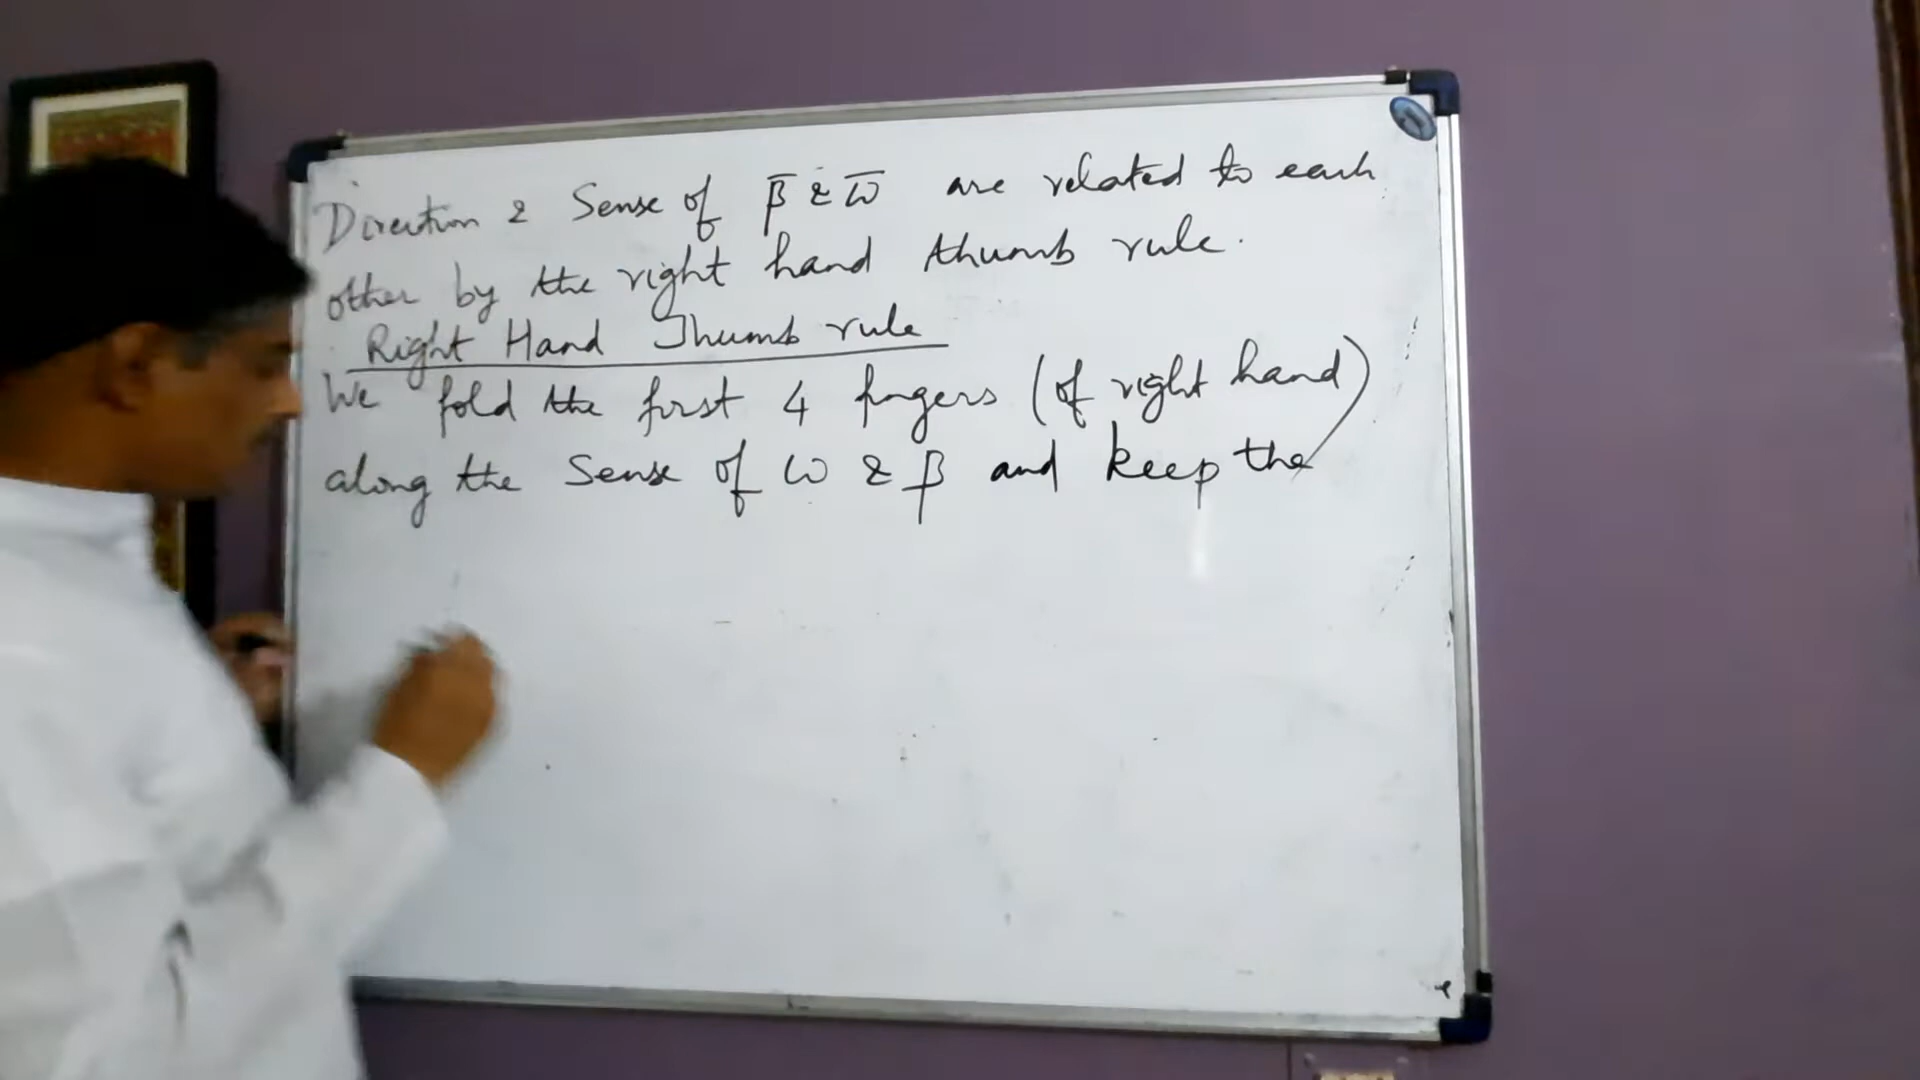 Direction & Sense of β̅ & ω̅ are related to each
other by the right hand thumb rule.
Right Hand Thumb rule
We fold the first 4 fingers (of right hand)
along the Sense of ω & β and keep the